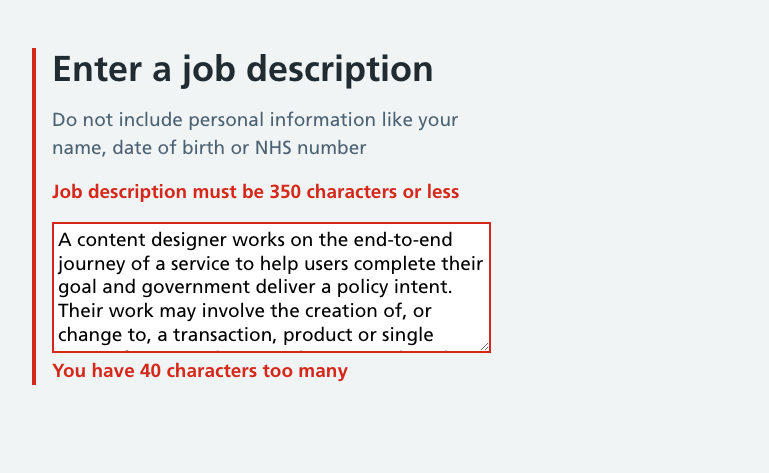 Enter a job description
Do not include personal information like your
name, date of birth or NHS number
Job description must be 350 characters or less
A content designer works on the end-to-end
journey of a service to help users complete their
goal and government deliver a policy intent.
Their work may involve the creation of, or
change to, a transaction, product or single
You have 40 characters too many